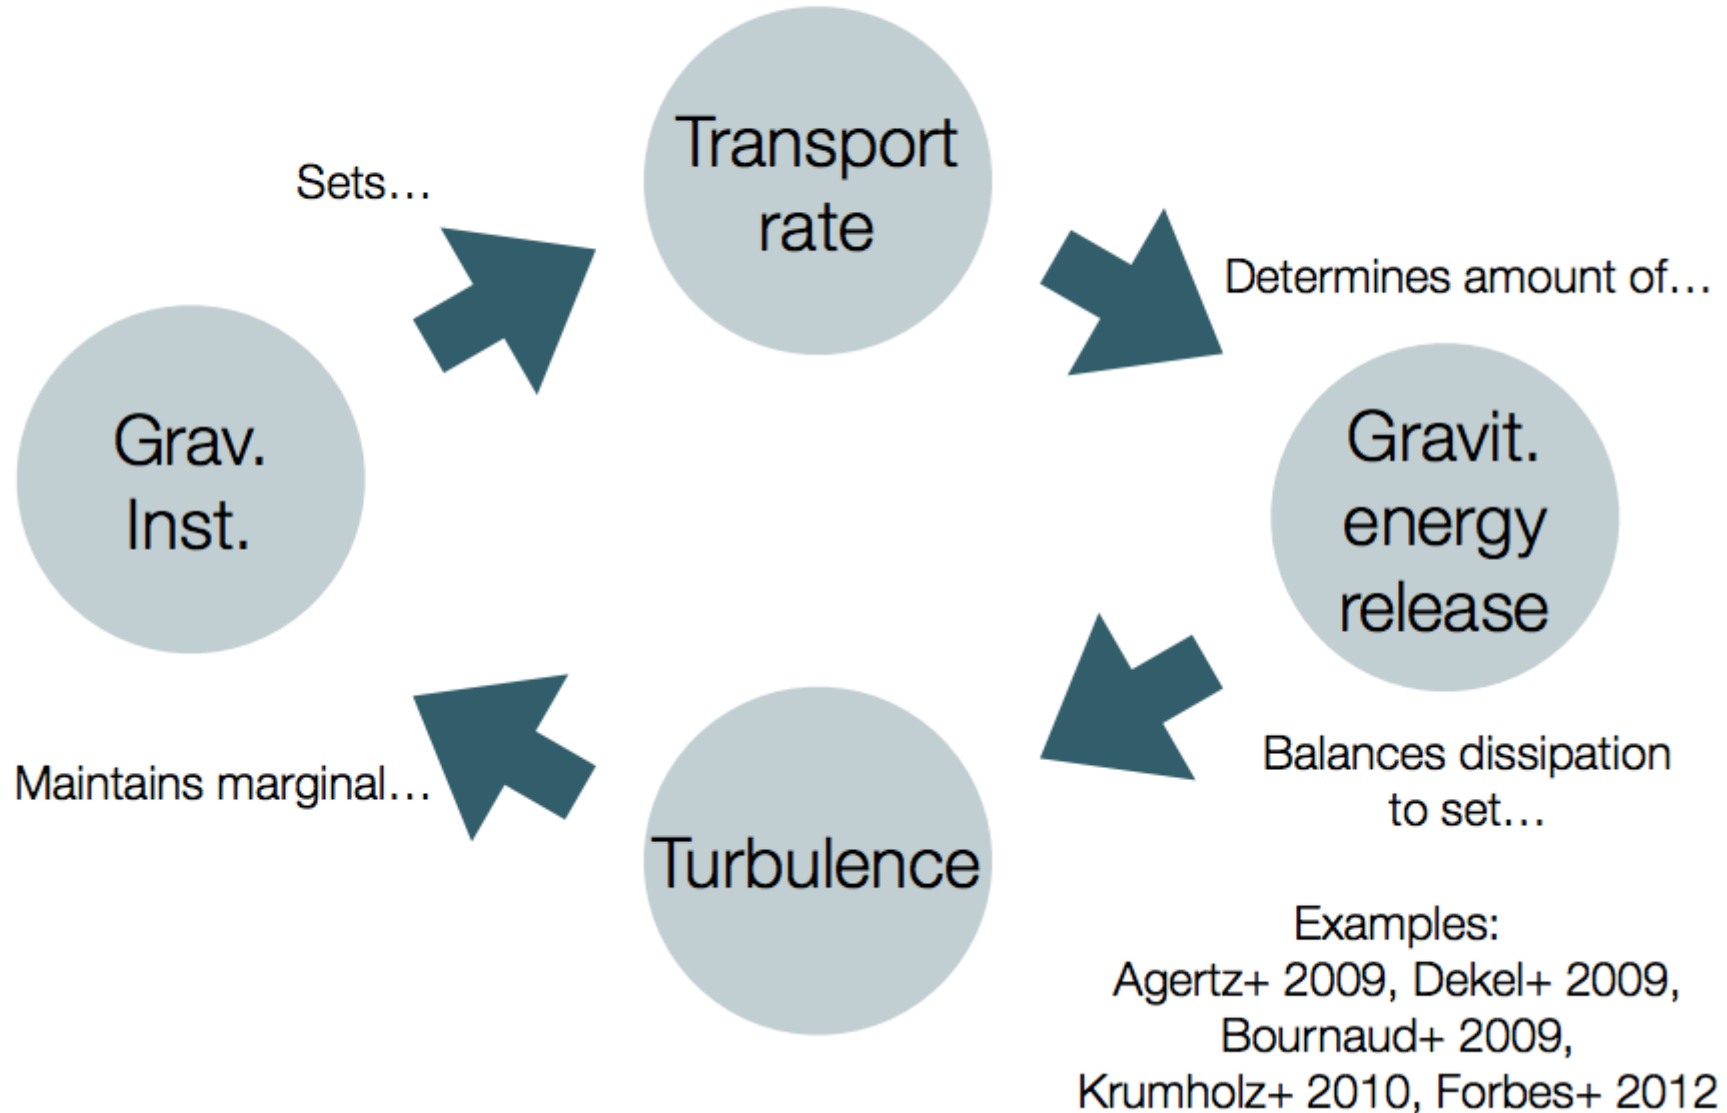 Transport
rate
Sets…
Determines amount of…
Grav.
Inst.
Gravit.
energy
release
Balances dissipation
to set…
Maintains marginal…
Turbulence
Examples:
Agertz+ 2009, Dekel+ 2009,
Bournaud+ 2009,
Krumholz+ 2010, Forbes+ 2012